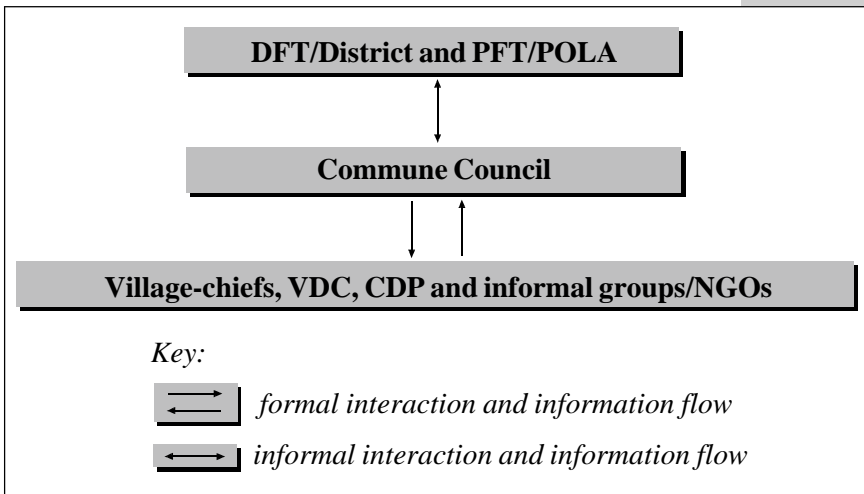 DFT/District and PFT/POLA
Commune Council
Village-chiefs, VDC, CDP and informal groups/NGOs
Key:
formal interaction and information flow
informal interaction and information flow